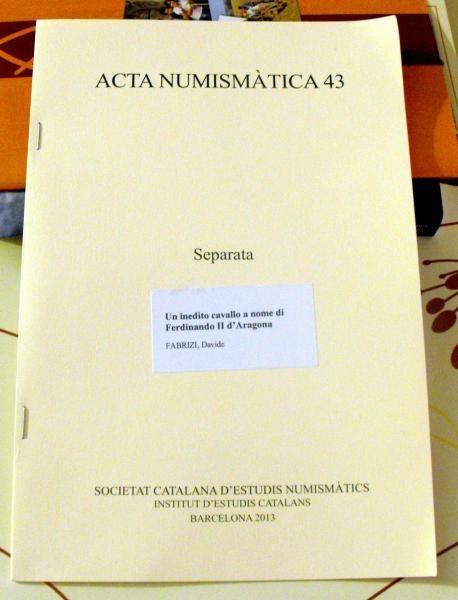 ACTA NUMISMÀTICA 43
Separata
Un inedito cavallo a nome di
Ferdinando II d'Aragona
FABRIZI, Davide
SOCIETAT CATALANA D'ESTUDIS NUMISMÀTICS
INSTITUT D'ESTUDIS CATALANS
BARCELONA 2013